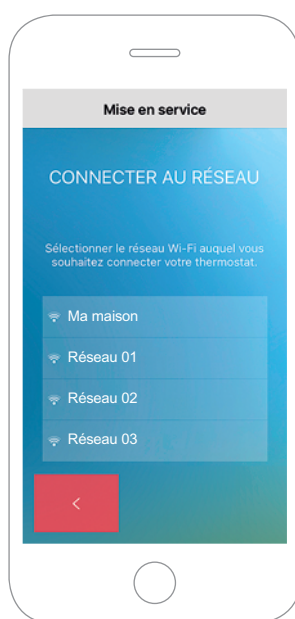 Mise en service
CONNECTER AU RÉSEAU
Sélectionner le réseau Wi-Fi auquel vous
souhaitez connecter votre thermostat.
Ma maison
Réseau 01
Réseau 02
Réseau 03